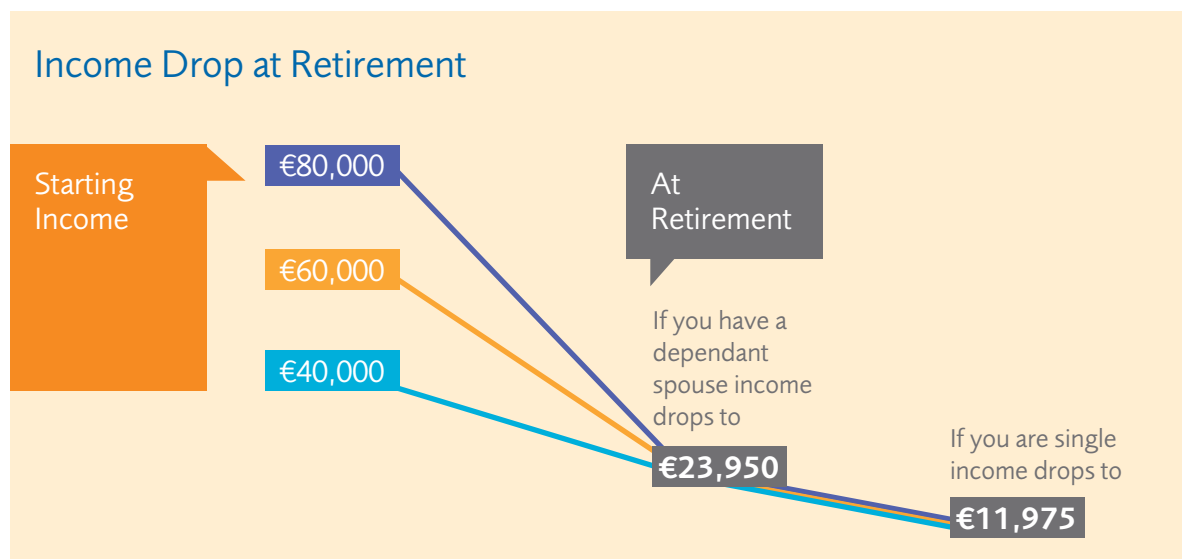 Income Drop at Retirement
Starting
Income
€80,000
€60,000
€40,000
At
Retirement
If you have a
dependant
spouse income
drops to
€23,950
If you are single
income drops to
€11,975